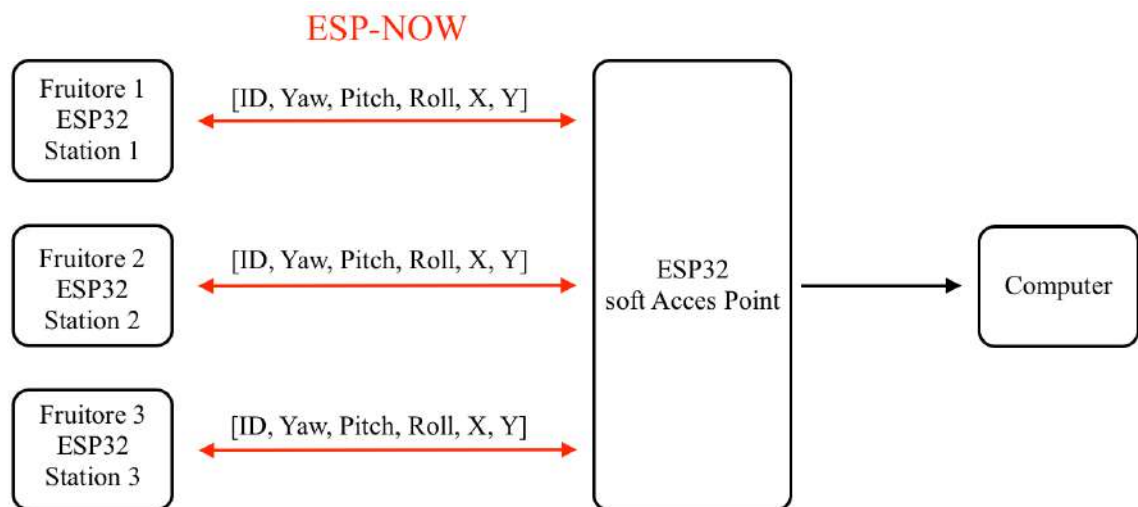 ESP-NOW
Fruitore 1
ESP32
Station 1
[ID, Yaw, Pitch, Roll, X, Y]
Fruitore 2
ESP32
Station 2
[ID, Yaw, Pitch, Roll, X, Y]
Fruitore 3
ESP32
Station 3
[ID, Yaw, Pitch, Roll, X, Y]
ESP32
soft Acces Point
Computer